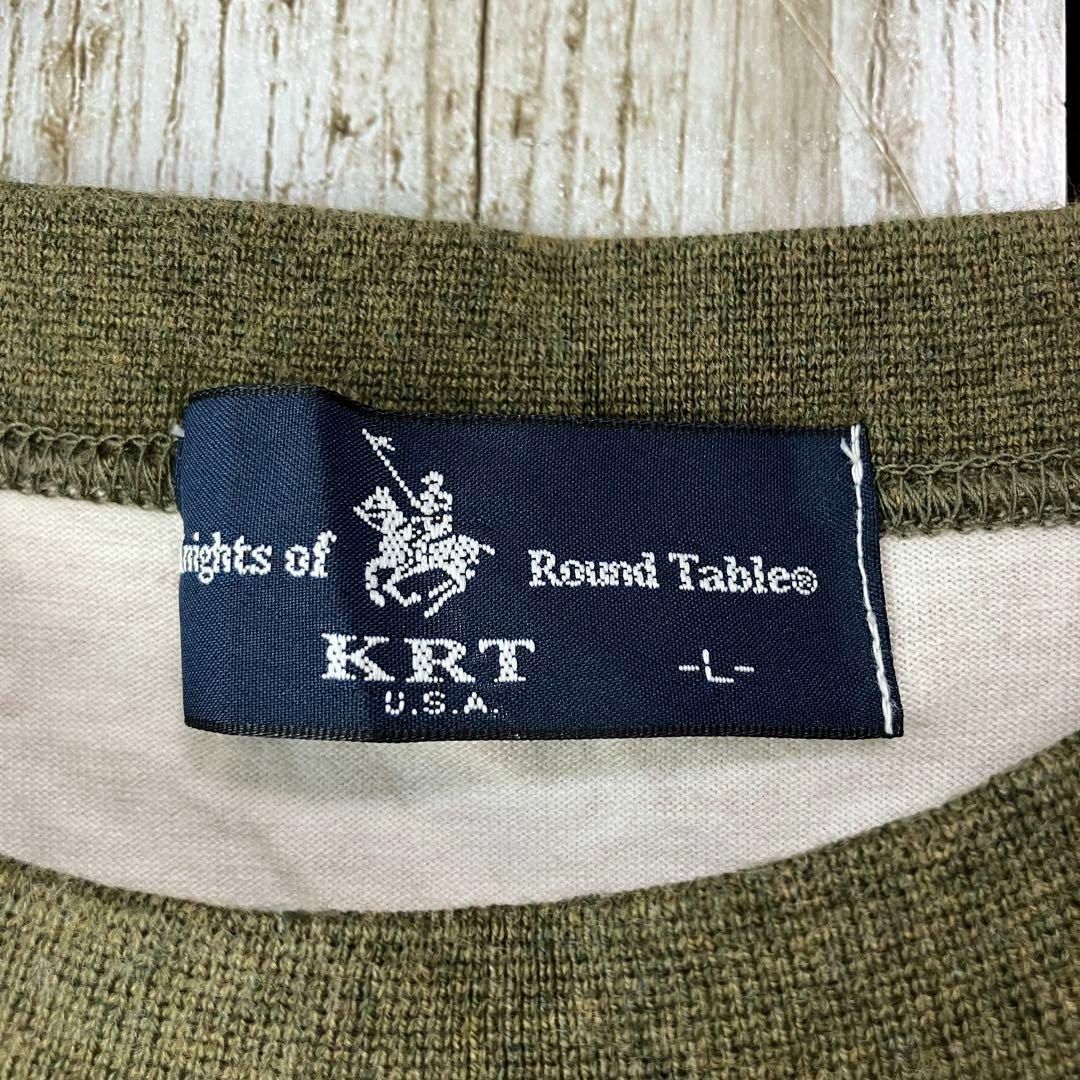 nights of Round Table®
KRT -L-
U.S.A.